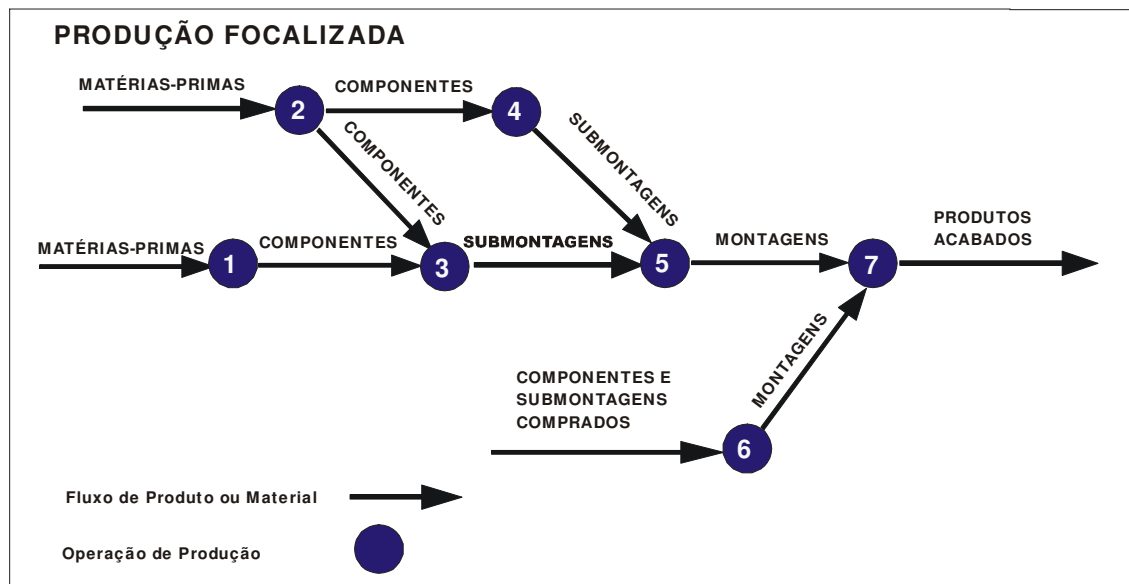 PRODUÇÃO FOCALIZADA
MATÉRIAS-PRIMAS
2
COMPONENTES
4
COMPONENTES
SUBMONTAGENS
MATÉRIAS-PRIMAS
1
COMPONENTES
3
SUBMONTAGENS
5
MONTAGENS
7
PRODUTOS
ACABADOS
COMPONENTES E
SUBMONTAGENS
COMPRADOS
6
MONTAGENS
Fluxo de Produto ou Material
Operação de Produção